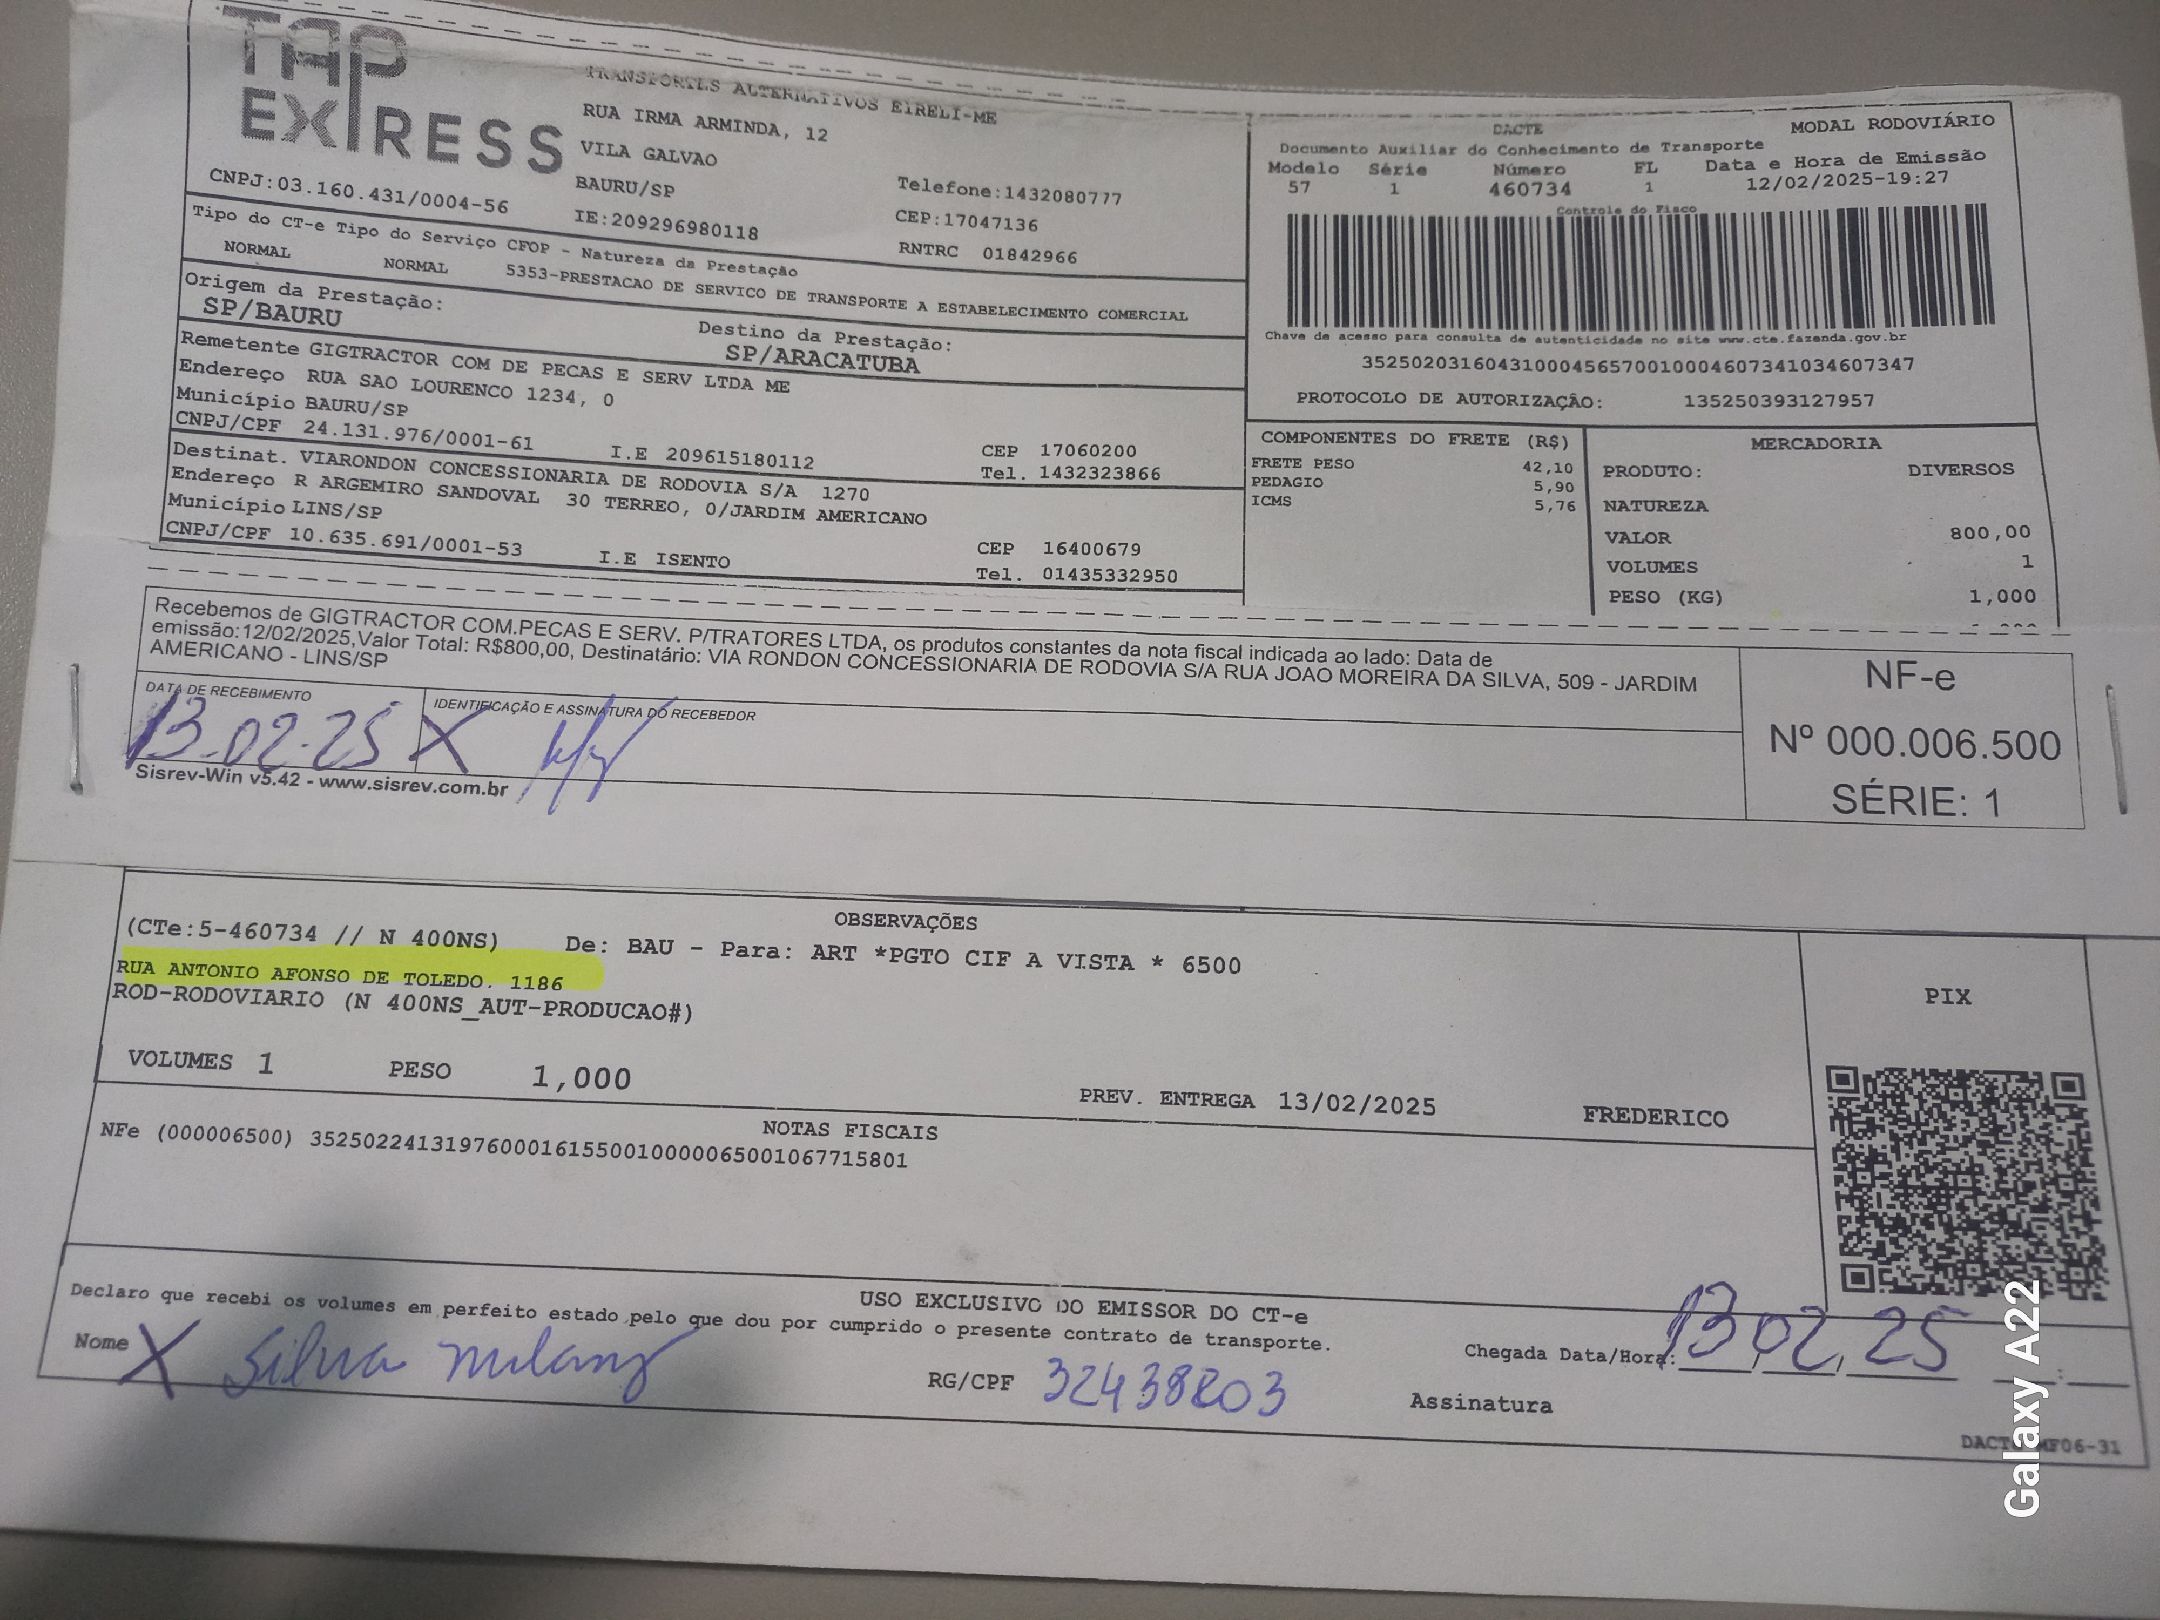 TAP
EXPRESS
TRANSPORTES ALTERNATIVOS EIRELI-ME
RUA IRMA ARMINDA, 12
VILA GALVAO
BAURU/SP
Telefone:1432080777
CNPJ:03.160.431/0004-56
IE:209296980118
CEP:17047136
RNTRC 01842966
Tipo do CT-e Tipo do Serviço CFOP - Natureza da Prestação
NORMAL NORMAL 5353-PRESTACAO DE SERVICO DE TRANSPORTE A ESTABELECIMENTO COMERCIAL
Origem da Prestação:
SP/BAURU
Destino da Prestação:
SP/ARACATUBA
Remetente GIGTRACTOR COM DE PECAS E SERV LTDA ME
Endereço RUA SAO LOURENCO 1234, 0
Município BAURU/SP
CEP 17060200
CNPJ/CPF 24.131.976/0001-61 I.E 209615180112 Tel. 1432323866
Destinat. VIARONDON CONCESSIONARIA DE RODOVIA S/A 1270
Endereço R ARGEMIRO SANDOVAL 30 TERREO, 0/JARDIM AMERICANO
Município LINS/SP
CEP 16400679
CNPJ/CPF 10.635.691/0001-53 I.E ISENTO Tel. 01435332950
DACTE
MODAL RODOVIÁRIO
Documento Auxiliar do Conhecimento de Transporte
Modelo Série Número FL Data e Hora de Emissão
57 1 460734 1 12/02/2025-19:27
Controle do Fisco
Chave de acesso para consulta de autenticidade no site www.cte.fazenda.gov.br
35250203160431000456570010004607341034607347
PROTOCOLO DE AUTORIZAÇÃO: 135250393127957
COMPONENTES DO FRETE (R$)
FRETE PESO 42,10
PEDAGIO 5,90
ICMS 5,76
MERCADORIA
PRODUTO: DIVERSOS
NATUREZA
VALOR 800,00
VOLUMES 1
PESO (KG) 1,000
Recebemos de GIGTRACTOR COM.PECAS E SERV. P/TRATORES LTDA, os produtos constantes da nota fiscal indicada ao lado: Data de
emissão:12/02/2025,Valor Total: R$800,00, Destinatário: VIA RONDON CONCESSIONARIA DE RODOVIA S/A RUA JOAO MOREIRA DA SILVA, 509 - JARDIM
AMERICANO - LINS/SP
DATA DE RECEBIMENTO
IDENTIFICAÇÃO E ASSINATURA DO RECEBEDOR
13.02.25 X
Sisrev-Win v5.42 - www.sisrev.com.br
NF-e
Nº 000.006.500
SÉRIE: 1
OBSERVAÇÕES
(CTe:5-460734 // N 400NS) De: BAU - Para: ART *PGTO CIF A VISTA * 6500
RUA ANTONIO AFONSO DE TOLEDO. 1186
ROD-RODOVIARIO (N 400NS_AUT-PRODUCAO#)
VOLUMES 1 PESO 1,000
PREV. ENTREGA 13/02/2025 FREDERICO
PIX
NOTAS FISCAIS
NFe (000006500) 35250224131976000161550010000065001067715801
USO EXCLUSIVO DO EMISSOR DO CT-e
Declaro que recebi os volumes em perfeito estado pelo que dou por cumprido o presente contrato de transporte.
Nome X Silva
RG/CPF 32438203
Chegada Data/Hora: 13 02 25
Assinatura
Galaxy A22